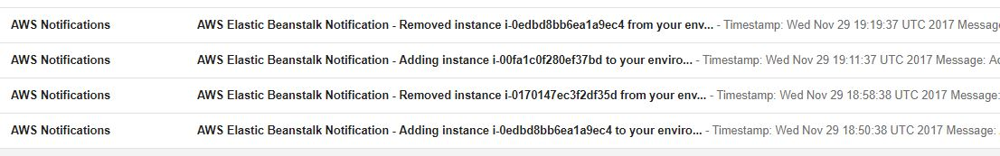 AWS Notifications AWS Elastic Beanstalk Notification - Removed instance i-0edbd8bb6ea1a9ec4 from your env... - Timestamp: Wed Nov 29 19:19:37 UTC 2017 Message
AWS Notifications AWS Elastic Beanstalk Notification - Adding instance i-00fa1c0f280ef37bd to your enviro... - Timestamp: Wed Nov 29 19:11:37 UTC 2017 Message: Ad
AWS Notifications AWS Elastic Beanstalk Notification - Removed instance i-0170147ec3f2df35d from your env... - Timestamp: Wed Nov 29 18:58:38 UTC 2017 Message:
AWS Notifications AWS Elastic Beanstalk Notification - Adding instance i-0edbd8bb6ea1a9ec4 to your enviro... - Timestamp: Wed Nov 29 18:50:38 UTC 2017 Message: